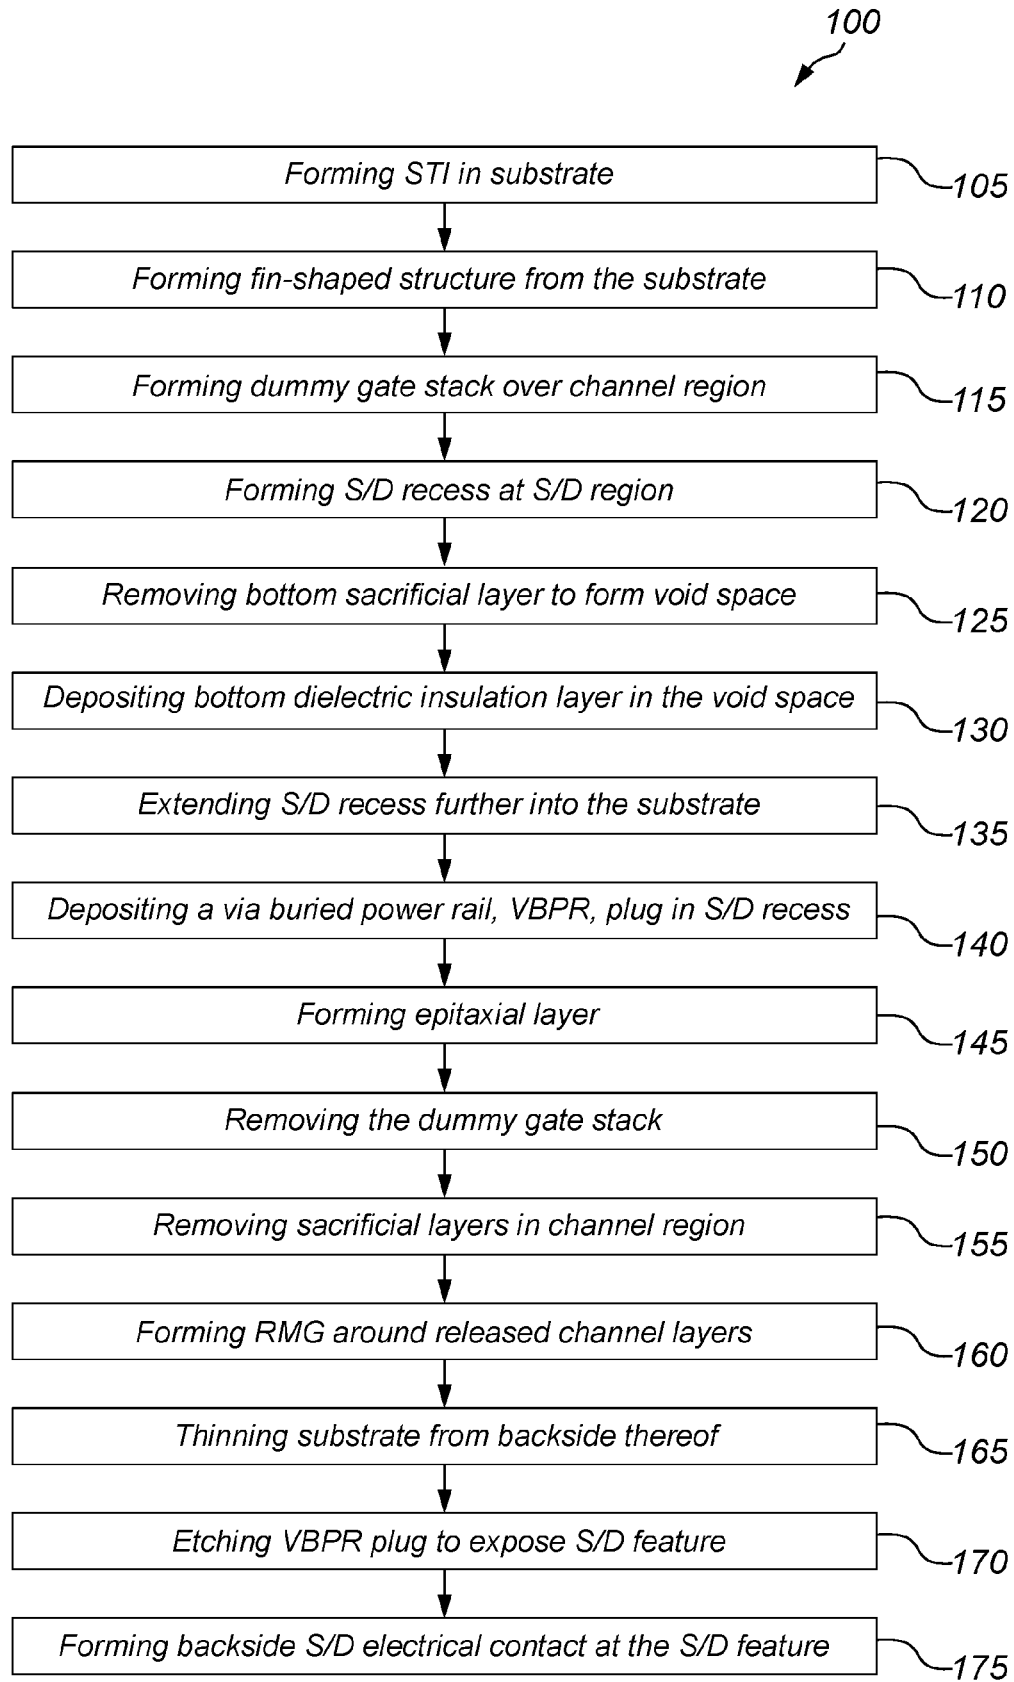 100
Forming STI in substrate
105
Forming fin-shaped structure from the substrate
110
Forming dummy gate stack over channel region
115
Forming S/D recess at S/D region
120
Removing bottom sacrificial layer to form void space
125
Depositing bottom dielectric insulation layer in the void space
130
Extending S/D recess further into the substrate
135
Depositing a via buried power rail, VBPR, plug in S/D recess
140
Forming epitaxial layer
145
Removing the dummy gate stack
150
Removing sacrificial layers in channel region
155
Forming RMG around released channel layers
160
Thinning substrate from backside thereof
165
Etching VBPR plug to expose S/D feature
170
Forming backside S/D electrical contact at the S/D feature
175